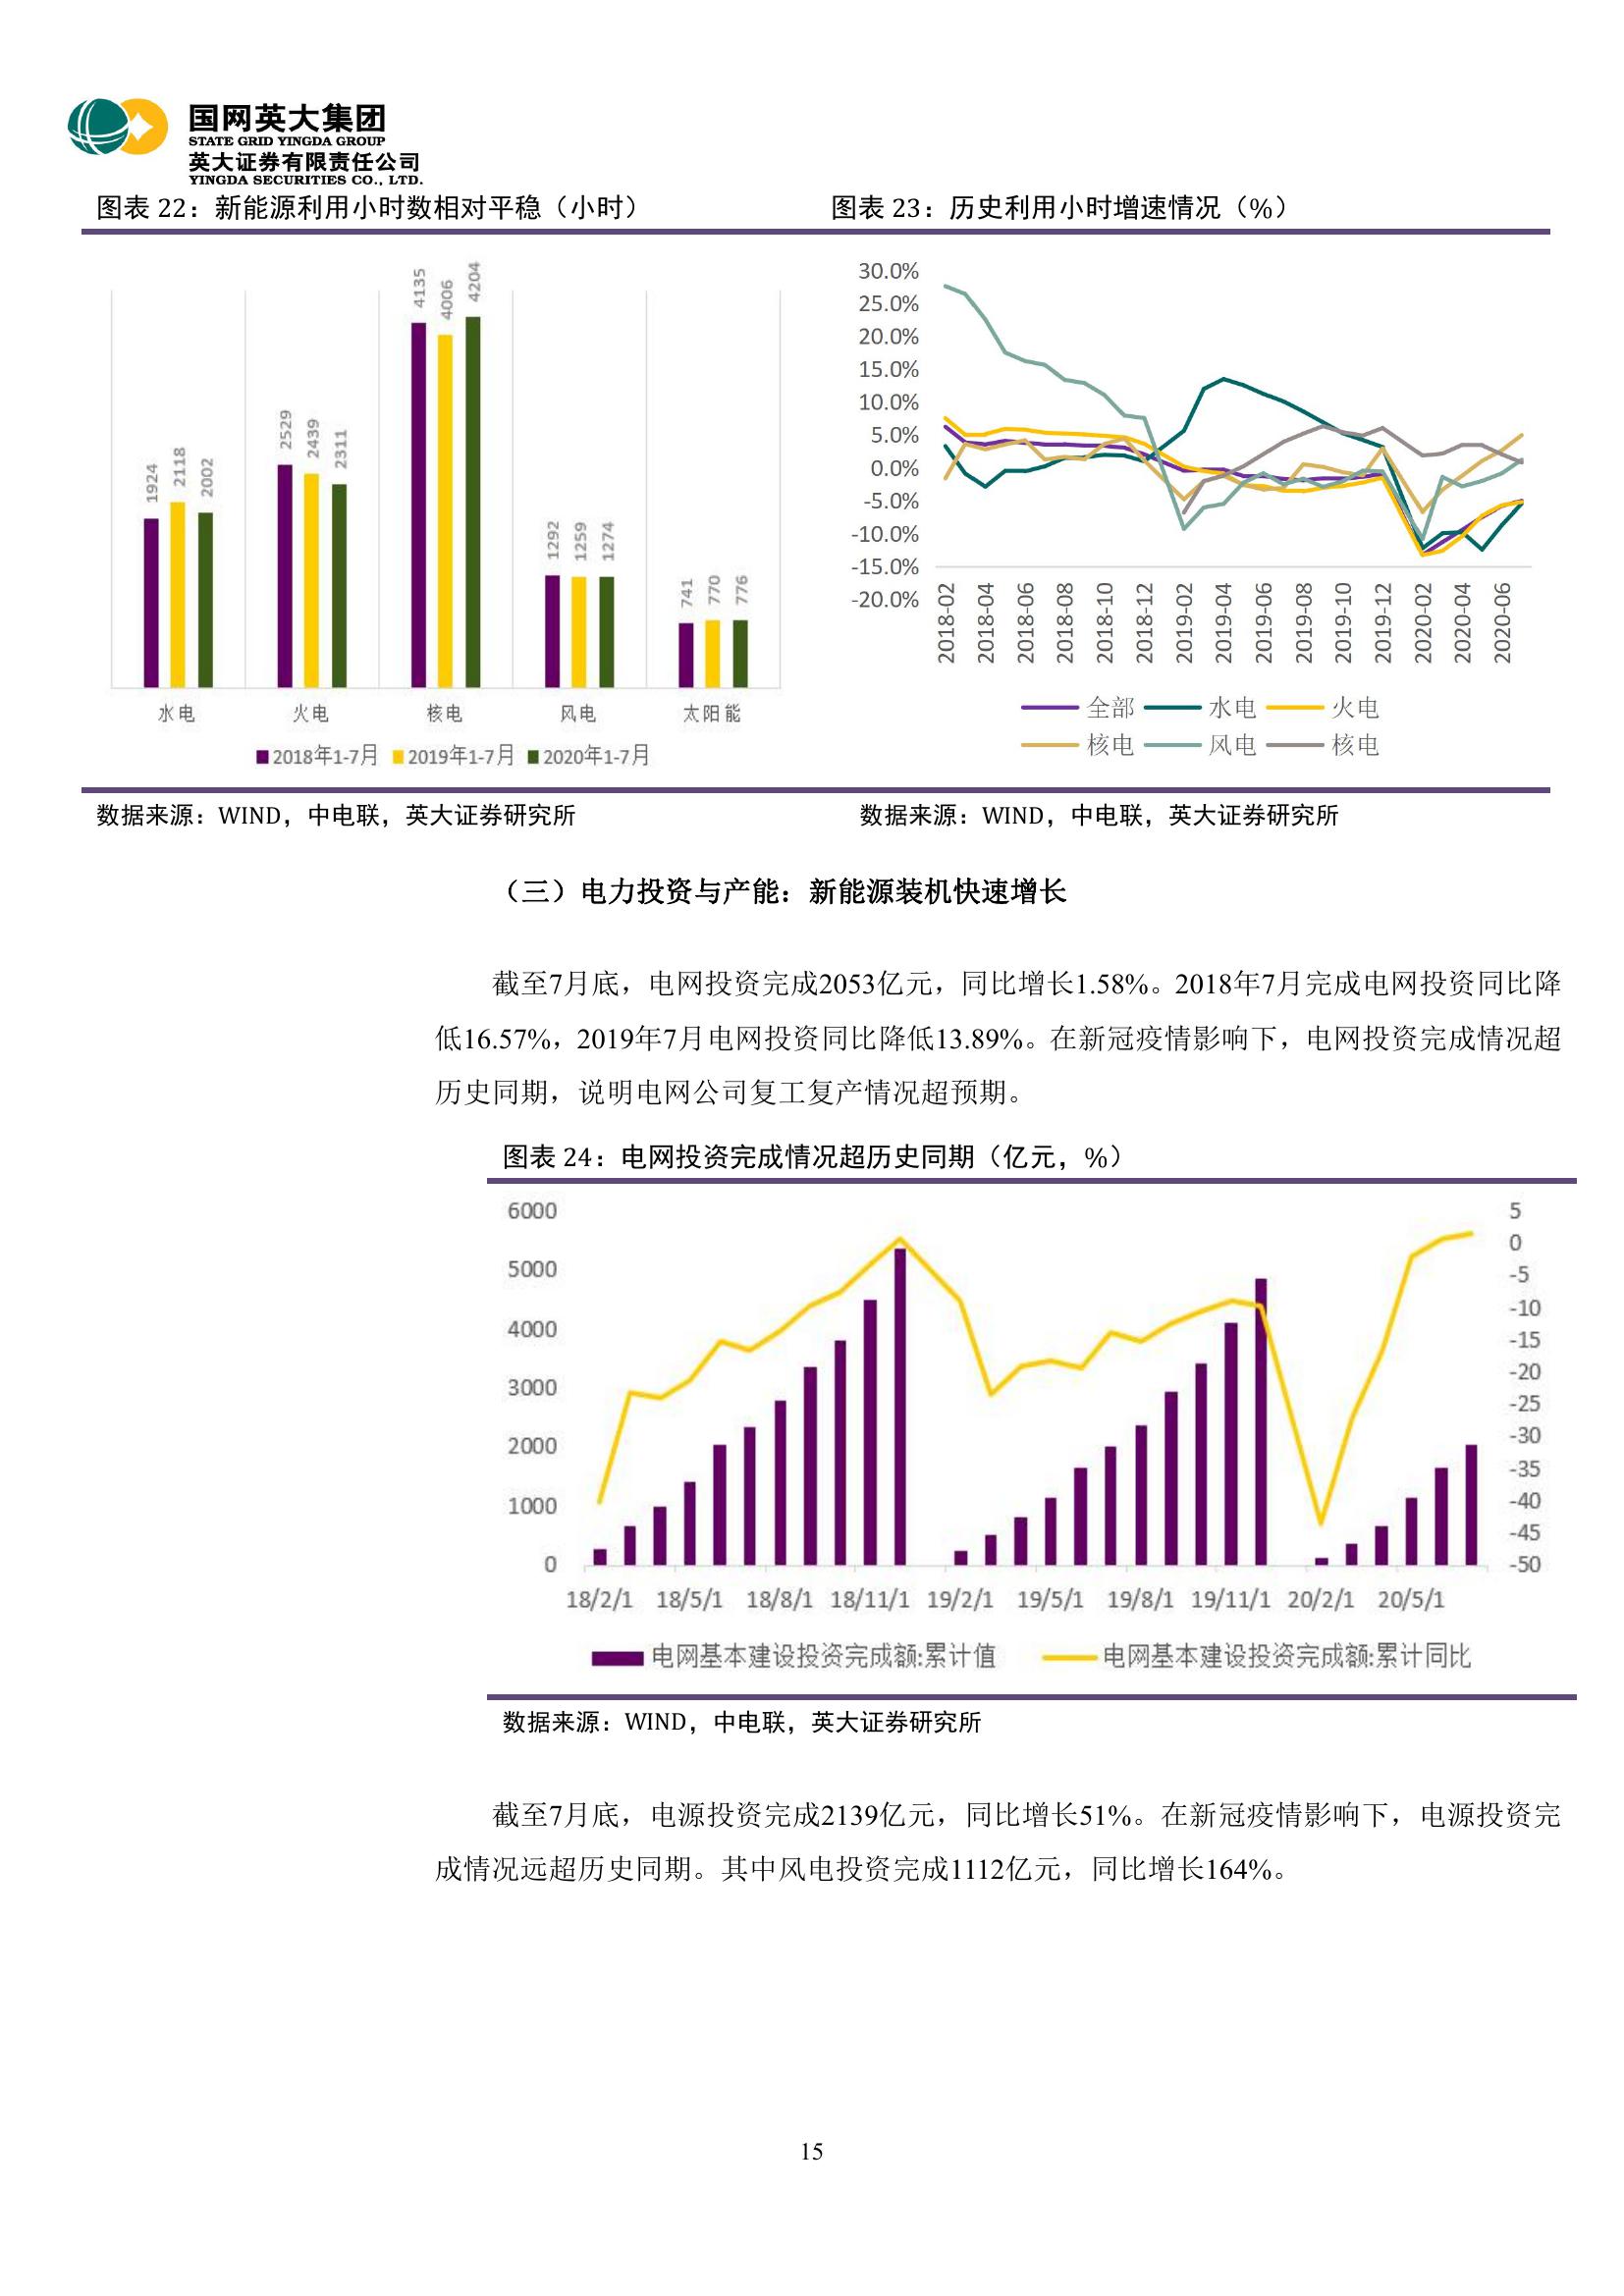 国网英大集团
STATE GRID YINGDA GROUP
英大证券有限责任公司
YINGDA SECURITIES CO., LTD.
图表 22：新能源利用小时数相对平稳（小时）
1924
2118
2002
2529
2439
2311
4135
4006
4204
1292
1259
1274
741
770
776
水电
火电
核电
风电
太阳能
2018年1-7月 2019年1-7月 2020年1-7月
数据来源：WIND，中电联，英大证券研究所
图表 23：历史利用小时增速情况（%）
30.0%
25.0%
20.0%
15.0%
10.0%
5.0%
0.0%
-5.0%
-10.0%
-15.0%
-20.0%
2018-02
2018-04
2018-06
2018-08
2018-10
2018-12
2019-02
2019-04
2019-06
2019-08
2019-10
2019-12
2020-02
2020-04
2020-06
全部 水电 火电
核电 风电 核电
数据来源：WIND，中电联，英大证券研究所
（三）电力投资与产能：新能源装机快速增长
截至7月底，电网投资完成2053亿元，同比增长1.58%。2018年7月完成电网投资同比降
低16.57%，2019年7月电网投资同比降低13.89%。在新冠疫情影响下，电网投资完成情况超
历史同期，说明电网公司复工复产情况超预期。
图表 24：电网投资完成情况超历史同期（亿元，%）
6000
5000
4000
3000
2000
1000
0
5
0
-5
-10
-15
-20
-25
-30
-35
-40
-45
-50
18/2/1 18/5/1 18/8/1 18/11/1 19/2/1 19/5/1 19/8/1 19/11/1 20/2/1 20/5/1
电网基本建设投资完成额:累计值 电网基本建设投资完成额:累计同比
数据来源：WIND，中电联，英大证券研究所
截至7月底，电源投资完成2139亿元，同比增长51%。在新冠疫情影响下，电源投资完
成情况远超历史同期。其中风电投资完成1112亿元，同比增长164%。
15